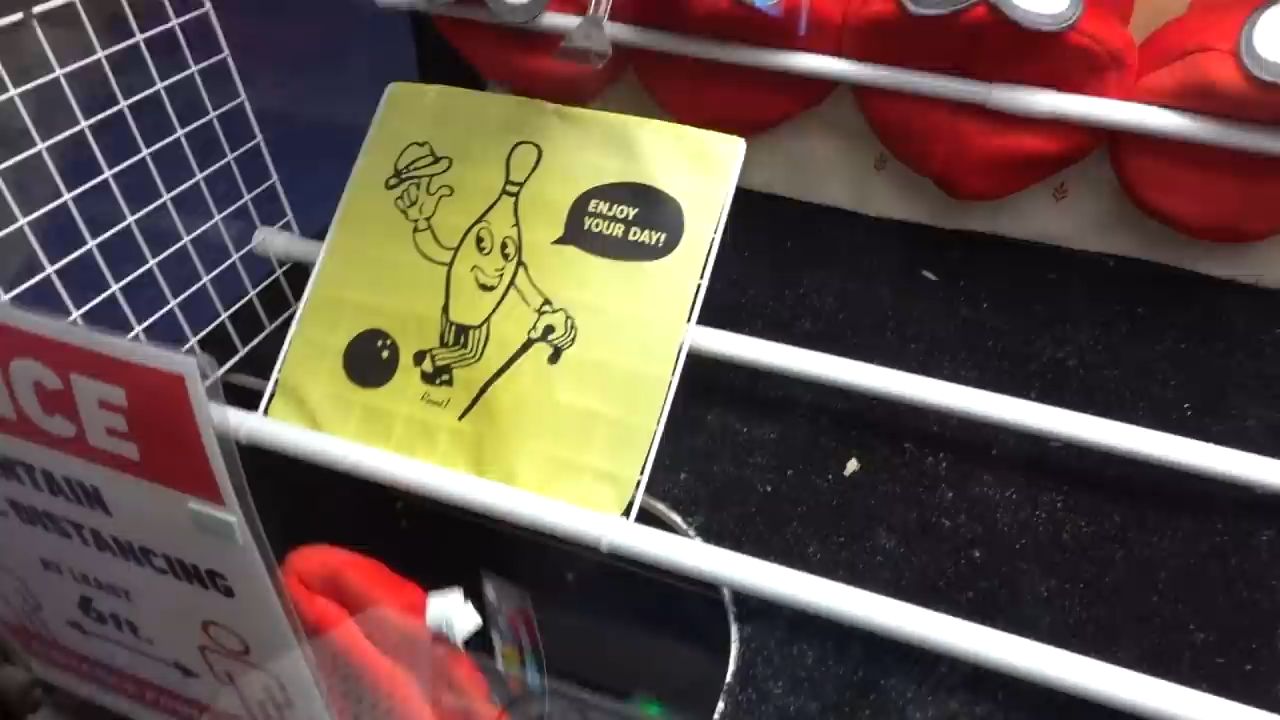 ENJOY
YOUR DAY!
ICE
NTAIN
DISTANCING
AT LEAST
6ft.